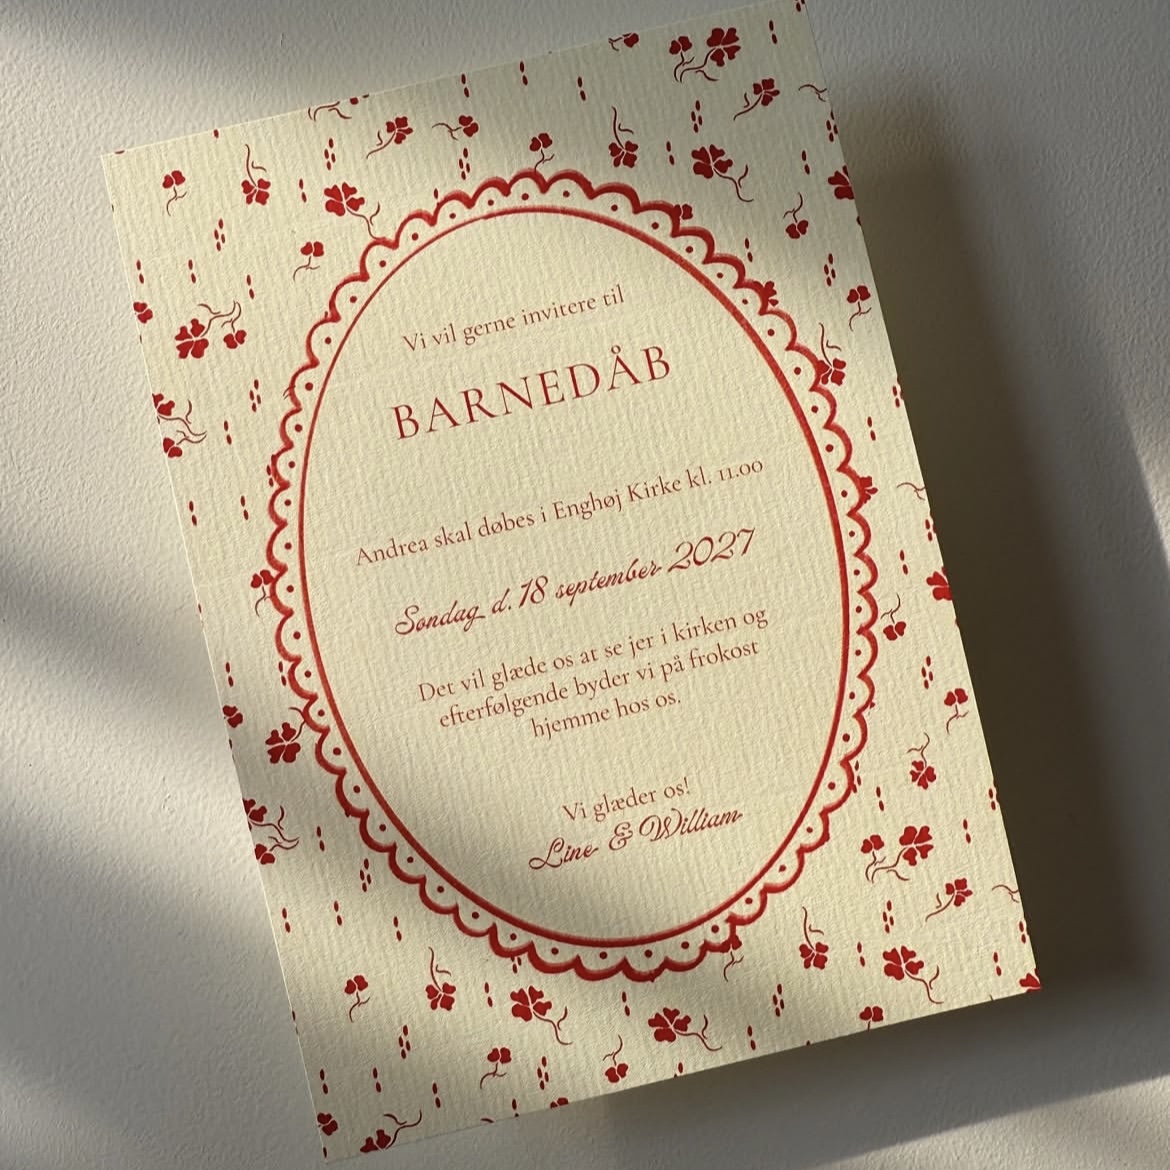 Vi vil gerne invitere til
BARNEDÅB
Andrea skal døbes i Enghøj Kirke kl. 11.00
Søndag d. 18 september 2027
Det vil glæde os at se jer i kirken og
efterfølgende byder vi på frokost
hjemme hos os.
Vi glæder os!
Line & William